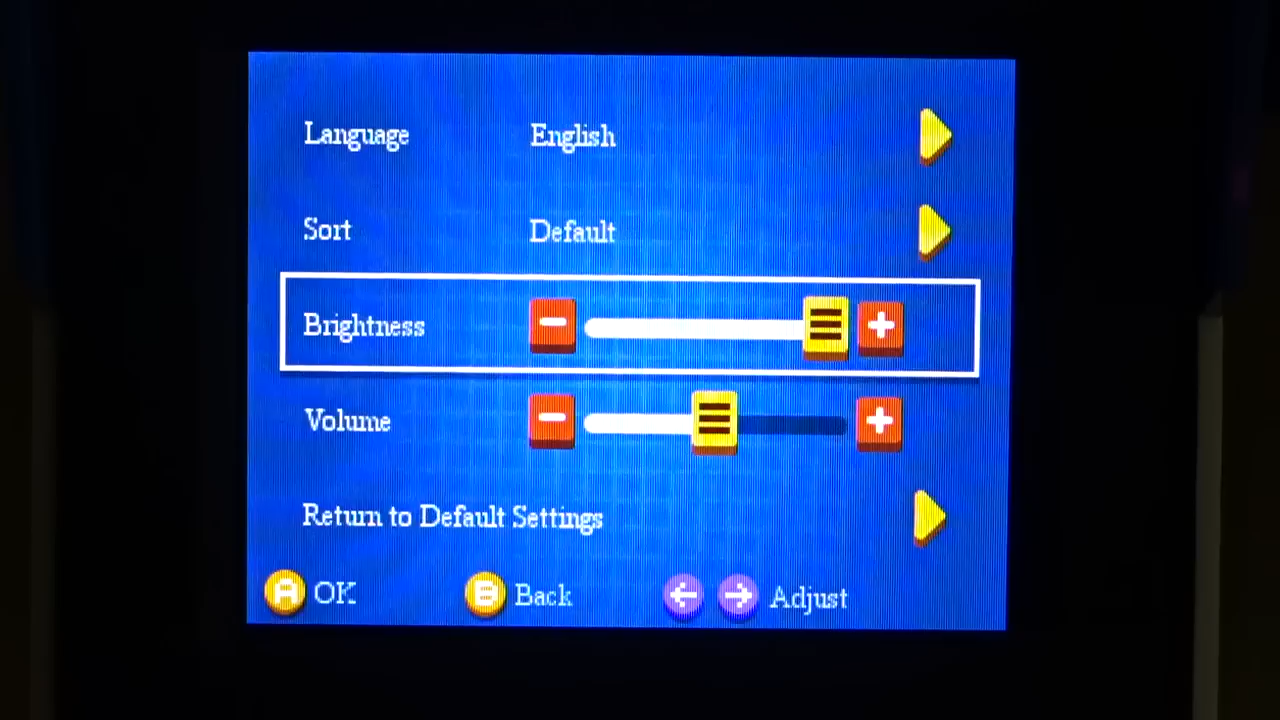 Language English
Sort Default
Brightness - +
Volume - +
Return to Default Settings
A OK B Back ← → Adjust